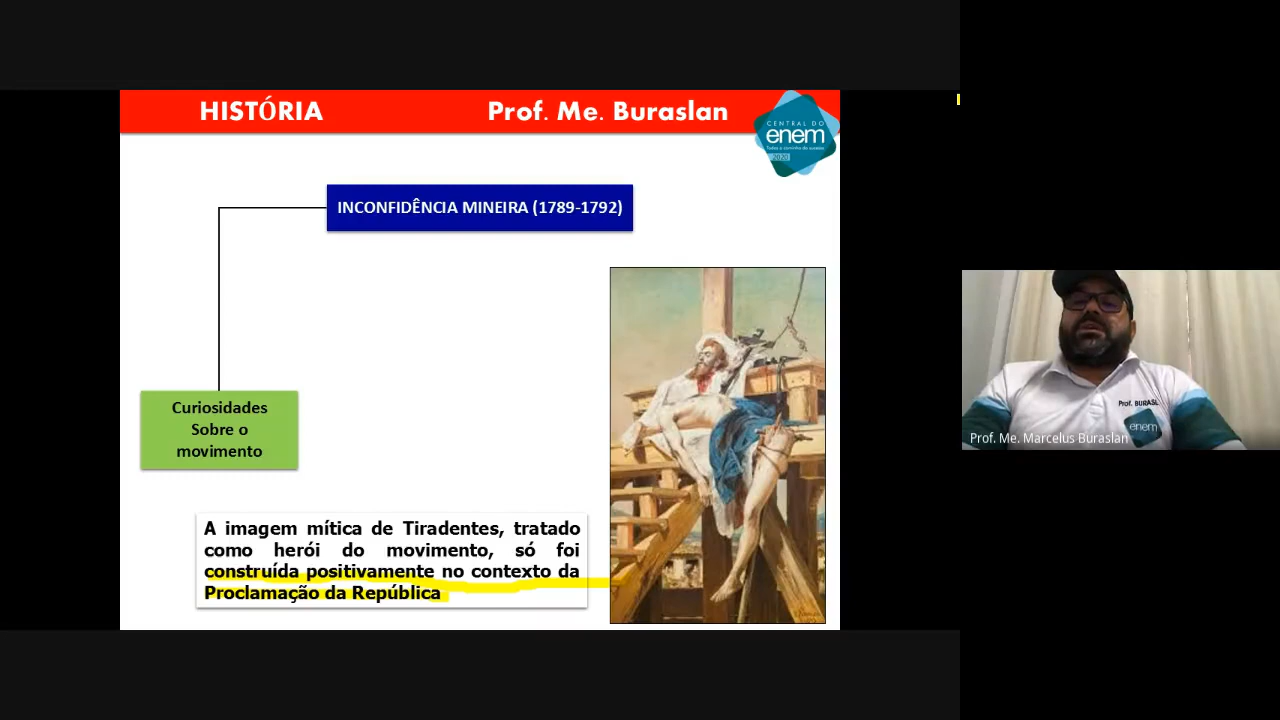 HISTÓRIA
Prof. Me. Buraslan
CENTRAL DO
enem
2020
INCONFIDÊNCIA MINEIRA (1789-1792)
Curiosidades
Sobre o
movimento
A imagem mítica de Tiradentes, tratado
como herói do movimento, só foi
construída positivamente no contexto da
Proclamação da República
Prof. BURASL
enem
Prof. Me. Marcelus Buraslan